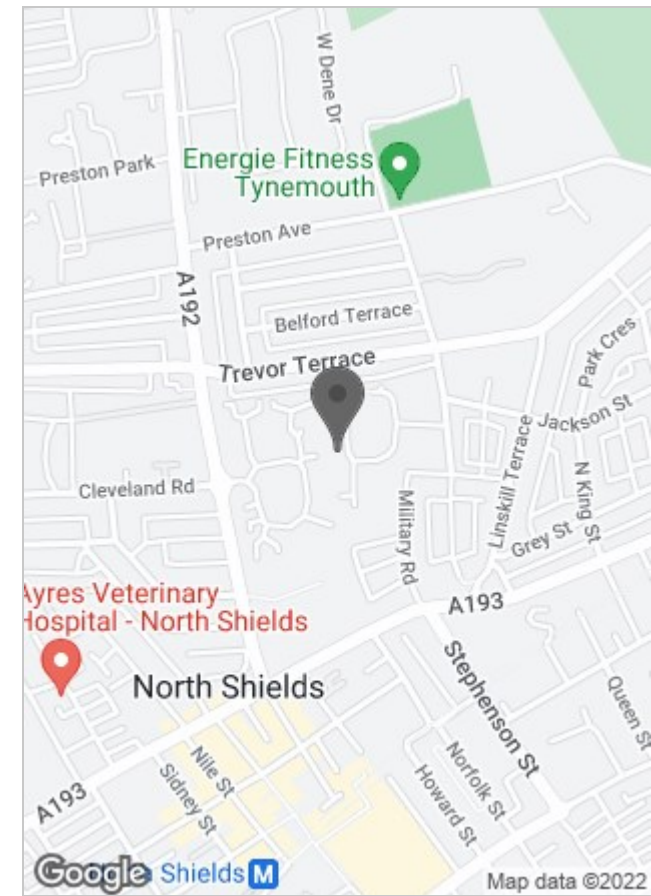 W Dene Dr
Preston Park
Energie Fitness
Tynemouth
Preston Ave
A192
Belford Terrace
Trevor Terrace
Park Cres
Jackson St
Linskill Terrace
N King St
Cleveland Rd
Military Rd
Grey St
Ayres Veterinary
Hospital - North Shields
A193
North Shields
Stephenson St
Queen St
Nile St
Sidney St
Norfolk St
Howard St
A193
Google
Shields M
Map data ©2022